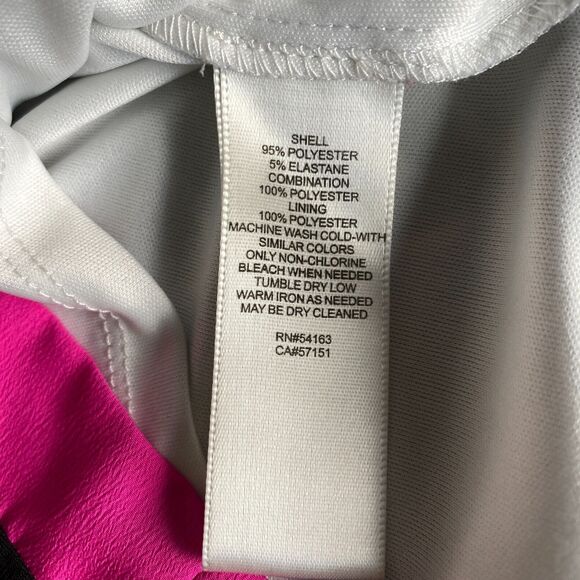 SHELL
95% POLYESTER
5% ELASTANE
COMBINATION
100% POLYESTER
LINING
100% POLYESTER
MACHINE WASH COLD-WITH
SIMILAR COLORS
ONLY NON-CHLORINE
BLEACH WHEN NEEDED
TUMBLE DRY LOW
WARM IRON AS NEEDED
MAY BE DRY CLEANED
RN#54163
CA#57151